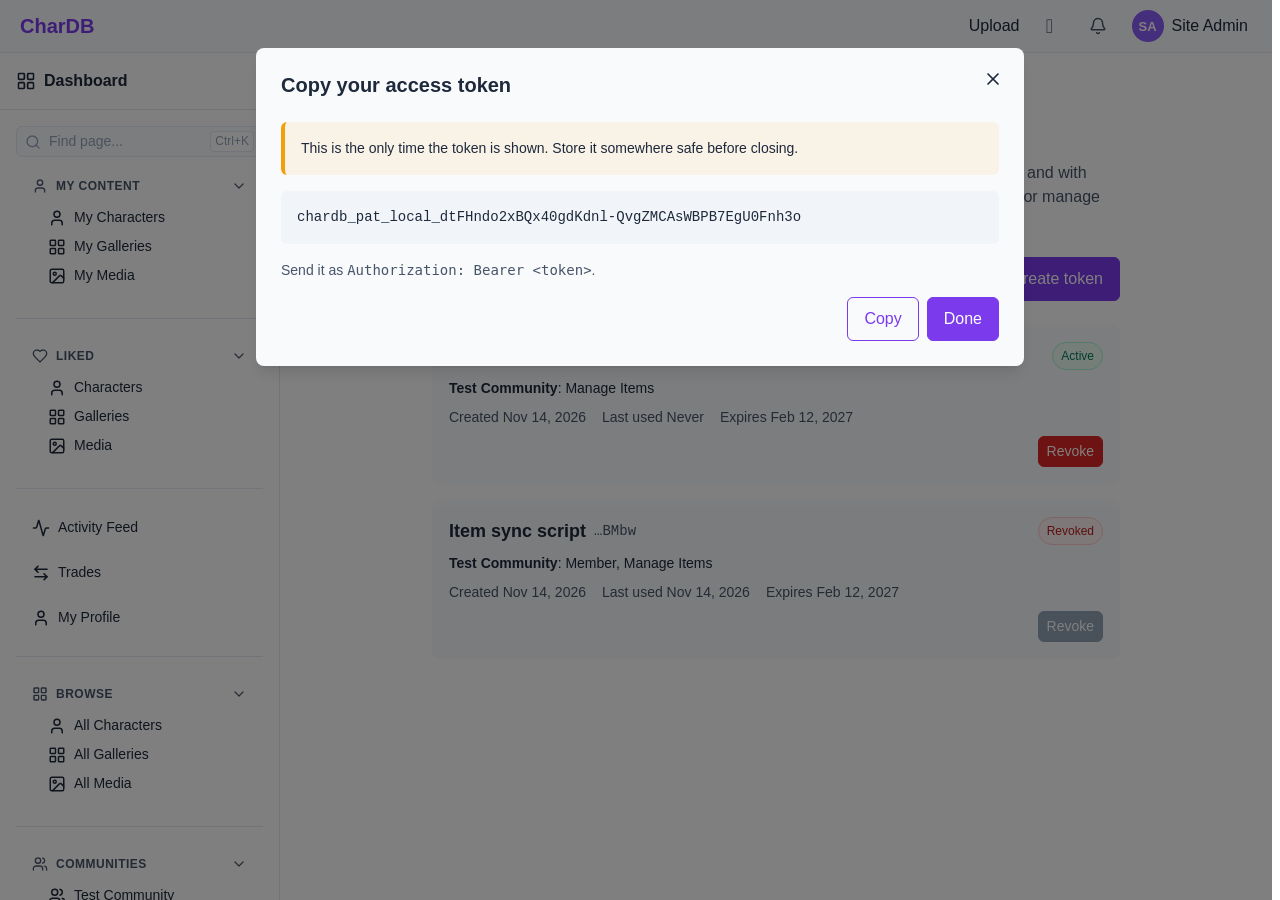 CharDB
Upload
SA
Site Admin
Dashboard
Find page...
Ctrl+K
MY CONTENT
My Characters
My Galleries
My Media
LIKED
Characters
Galleries
Media
Activity Feed
Trades
My Profile
BROWSE
All Characters
All Galleries
All Media
COMMUNITIES
Test Community
Copy your access token
This is the only time the token is shown. Store it somewhere safe before closing.
chardb_pat_local_dtFHndo2xBQx40gdKdnl-QvgZMCAsWBPB7EgU0Fnh3o
Send it as Authorization: Bearer <token>.
Copy
Done
and with
or manage
reate token
Active
Test Community: Manage Items
Created Nov 14, 2026 Last used Never Expires Feb 12, 2027
Revoke
Item sync script …BMbw
Revoked
Test Community: Member, Manage Items
Created Nov 14, 2026 Last used Nov 14, 2026 Expires Feb 12, 2027
Revoke